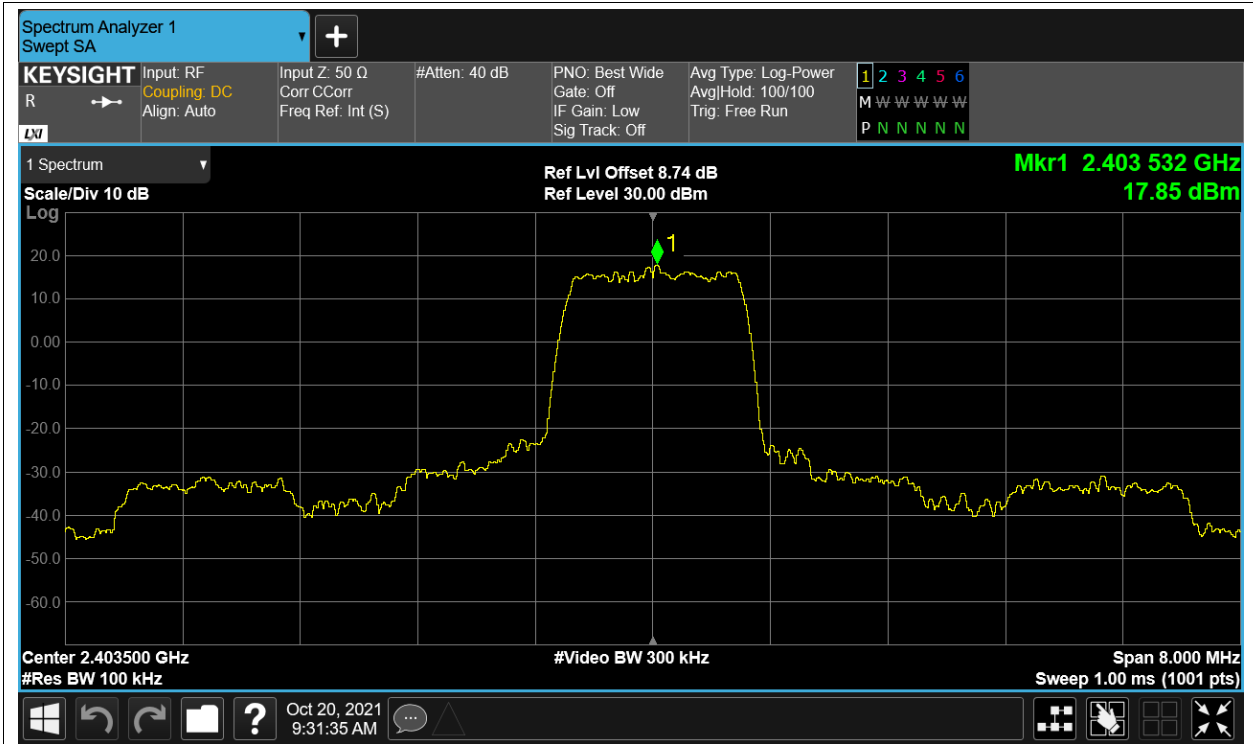 Spectrum Analyzer 1
Swept SA
KEYSIGHT
R
LXI
Input: RF
Coupling: DC
Align: Auto
Input Z: 50 Ω
Corr CCorr
Freq Ref: Int (S)
#Atten: 40 dB
PNO: Best Wide
Gate: Off
IF Gain: Low
Sig Track: Off
Avg Type: Log-Power
Avg|Hold: 100/100
Trig: Free Run
1 2 3 4 5 6
M W W W W W W
P N N N N N N
1 Spectrum
Scale/Div 10 dB
Log
Ref Lvl Offset 8.74 dB
Ref Level 30.00 dBm
Mkr1 2.403 532 GHz
17.85 dBm
1
20.0
10.0
0.00
-10.0
-20.0
-30.0
-40.0
-50.0
-60.0
Center 2.403500 GHz
#Res BW 100 kHz
#Video BW 300 kHz
Span 8.000 MHz
Sweep 1.00 ms (1001 pts)
?
Oct 20, 2021
9:31:35 AM